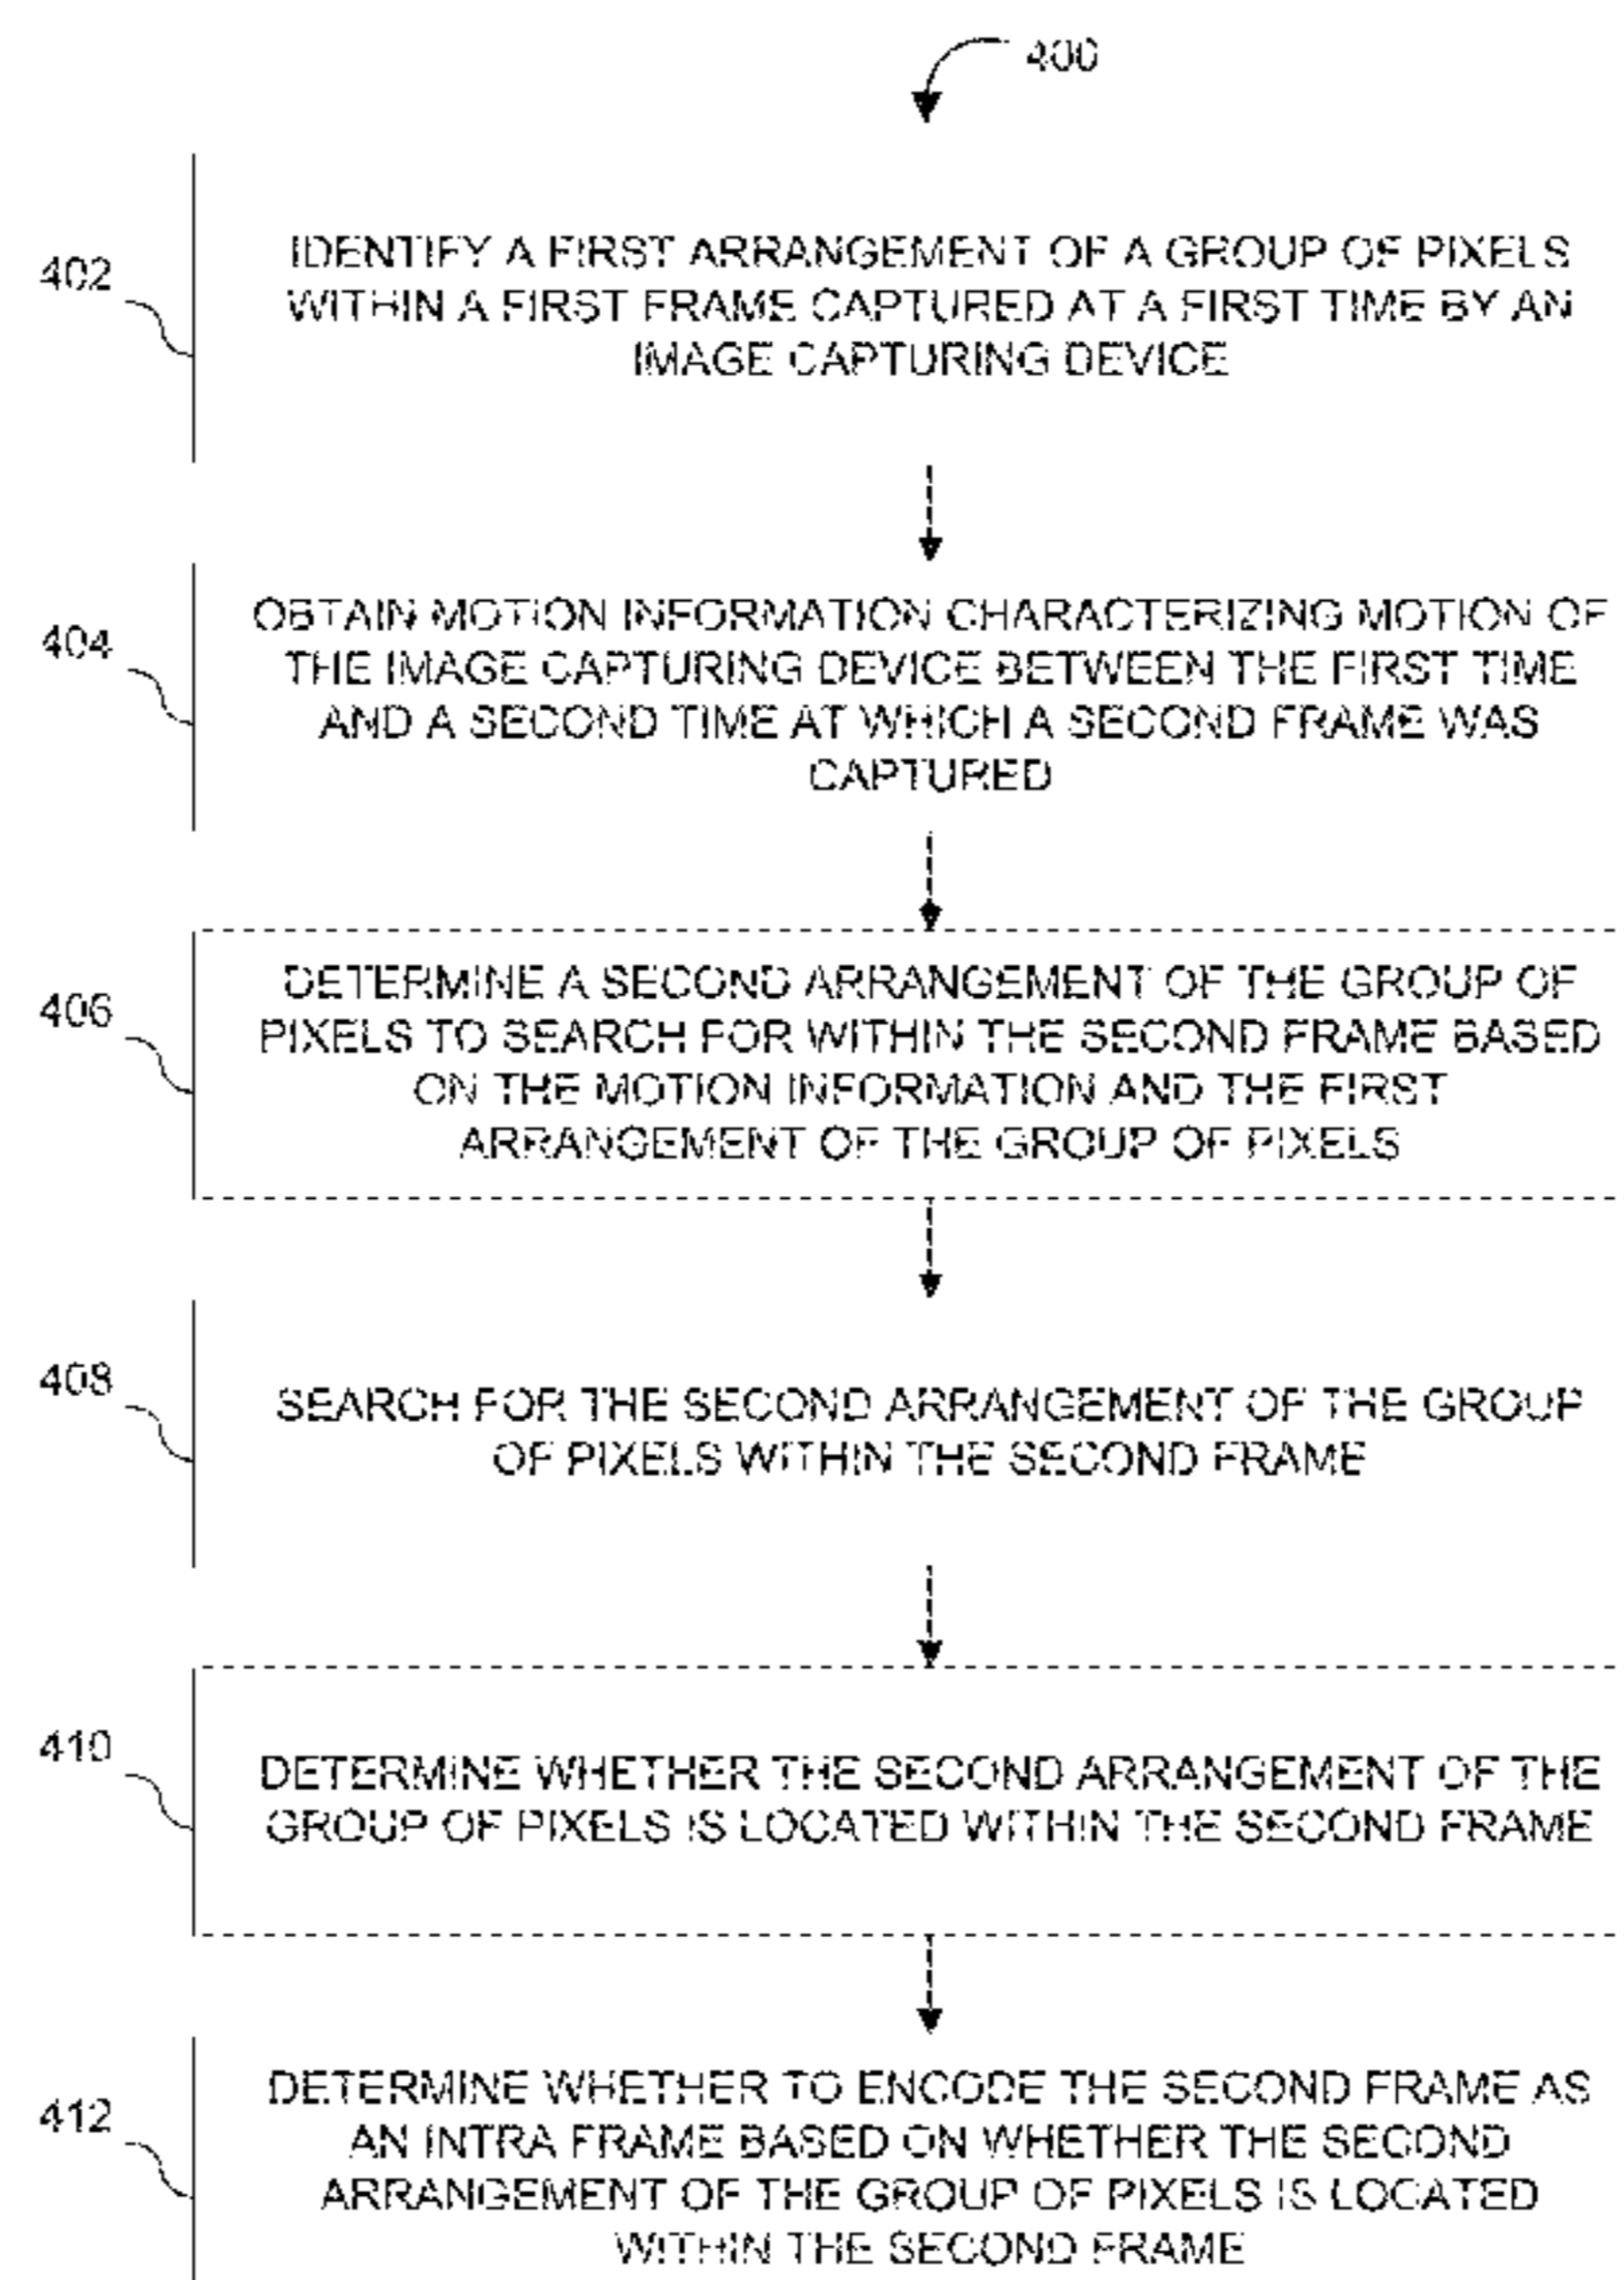 400
402
IDENTIFY A FIRST ARRANGEMENT OF A GROUP OF PIXELS
WITHIN A FIRST FRAME CAPTURED AT A FIRST TIME BY AN
IMAGE CAPTURING DEVICE
404
OBTAIN MOTION INFORMATION CHARACTERIZING MOTION OF
THE IMAGE CAPTURING DEVICE BETWEEN THE FIRST TIME
AND A SECOND TIME AT WHICH A SECOND FRAME WAS
CAPTURED
406
DETERMINE A SECOND ARRANGEMENT OF THE GROUP OF
PIXELS TO SEARCH FOR WITHIN THE SECOND FRAME BASED
ON THE MOTION INFORMATION AND THE FIRST
ARRANGEMENT OF THE GROUP OF PIXELS
408
SEARCH FOR THE SECOND ARRANGEMENT OF THE GROUP
OF PIXELS WITHIN THE SECOND FRAME
410
DETERMINE WHETHER THE SECOND ARRANGEMENT OF THE
GROUP OF PIXELS IS LOCATED WITHIN THE SECOND FRAME
412
DETERMINE WHETHER TO ENCODE THE SECOND FRAME AS
AN INTRA FRAME BASED ON WHETHER THE SECOND
ARRANGEMENT OF THE GROUP OF PIXELS IS LOCATED
WITHIN THE SECOND FRAME